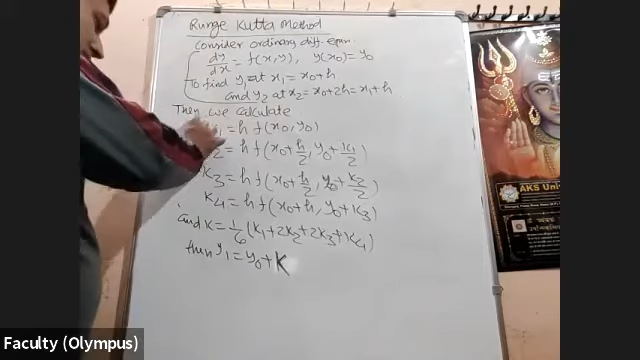 Runge Kutta Method
Consider ordinary diff. eqn.
dy/dx = f(x,y), y(x0) = y0
To find y1 at x1 = x0+h
and y2 at x2 = x0+2h = x1+h
Then we calculate
1 = h f(x0, y0)
2 = h f(x0+h/2, y0+k1/2)
K3 = h f(x0+h/2, y0+K2/2)
K4 = h f(x0+h, y0+K3)
and K = 1/6 (K1+2K2+2K3+K4)
then y1 = y0+K
AKS Univ
Faculty (Olympus)